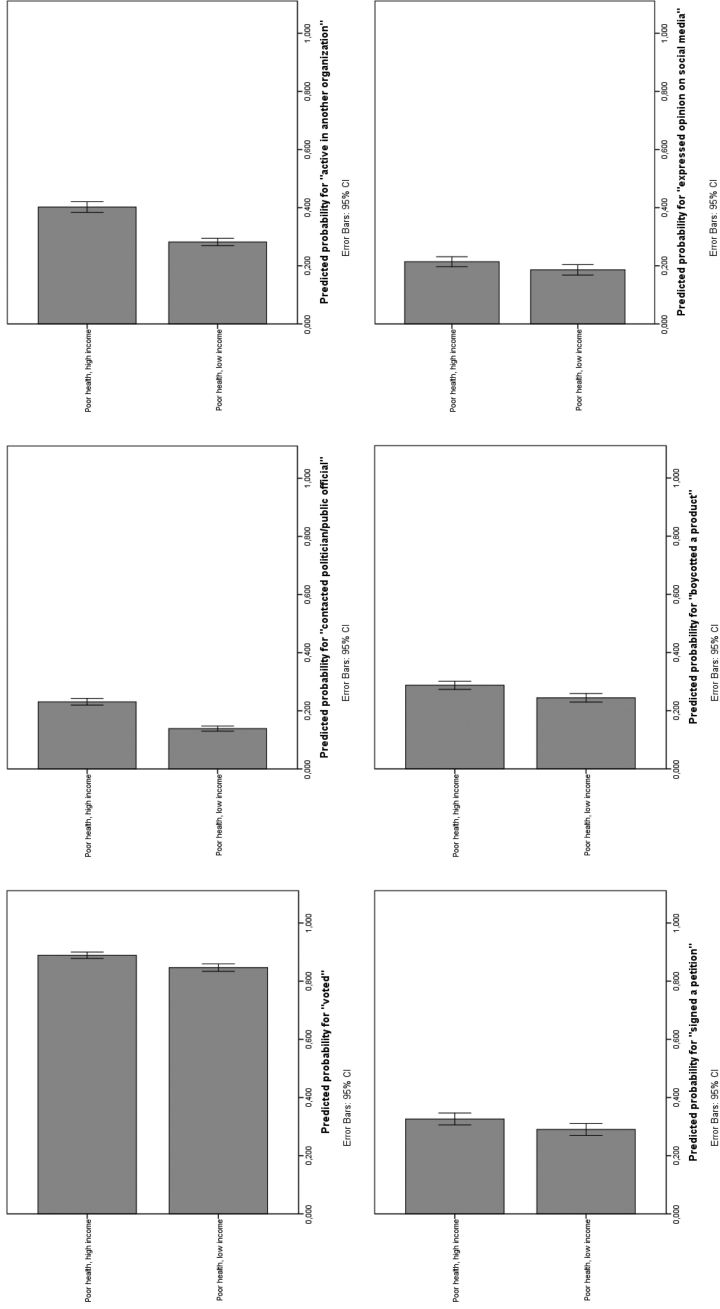 Poor health, high income
Poor health, low income
0,000
0,200
0,400
0,600
0,800
1,000
Predicted probability for "voted"
Error Bars: 95% CI
Poor health, high income
Poor health, low income
0,000
0,200
0,400
0,600
0,800
1,000
Predicted probability for "contacted politician/public official"
Error Bars: 95% CI
Poor health, high income
Poor health, low income
0,000
0,200
0,400
0,600
0,800
1,000
Predicted probability for "active in another organization"
Error Bars: 95% CI
Poor health, high income
Poor health, low income
0,000
0,200
0,400
0,600
0,800
1,000
Predicted probability for "signed a petition"
Error Bars: 95% CI
Poor health, high income
Poor health, low income
0,000
0,200
0,400
0,600
0,800
1,000
Predicted probability for "boycotted a product"
Error Bars: 95% CI
Poor health, high income
Poor health, low income
0,000
0,200
0,400
0,600
0,800
1,000
Predicted probability for "expressed opinion on social media"
Error Bars: 95% CI